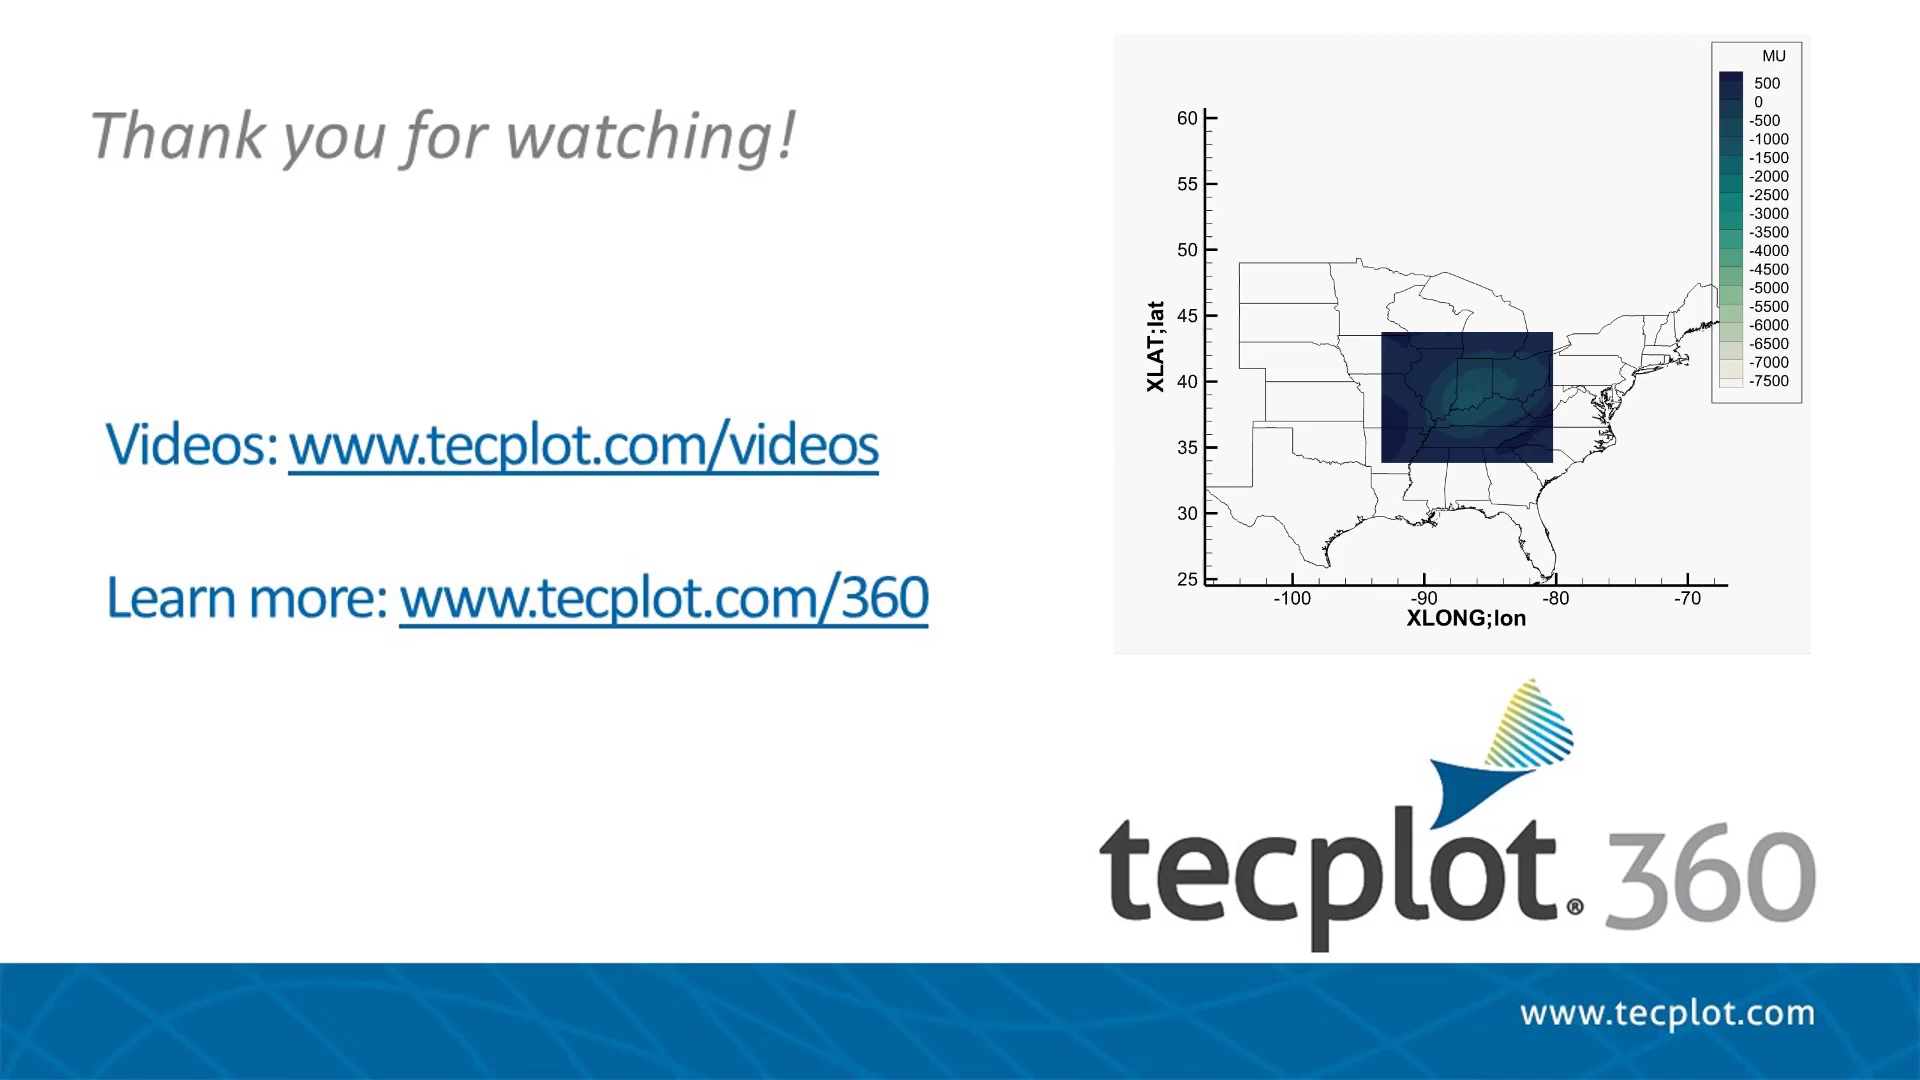 Thank you for watching!
Videos: www.tecplot.com/videos
Learn more: www.tecplot.com/360
MU
500
0
-500
-1000
-1500
-2000
-2500
-3000
-3500
-4000
-4500
-5000
-5500
-6000
-6500
-7000
-7500
XLAT;lat
60
55
50
45
40
35
30
25
-100 -90 -80 -70
XLONG;lon
tecplot® 360
www.tecplot.com